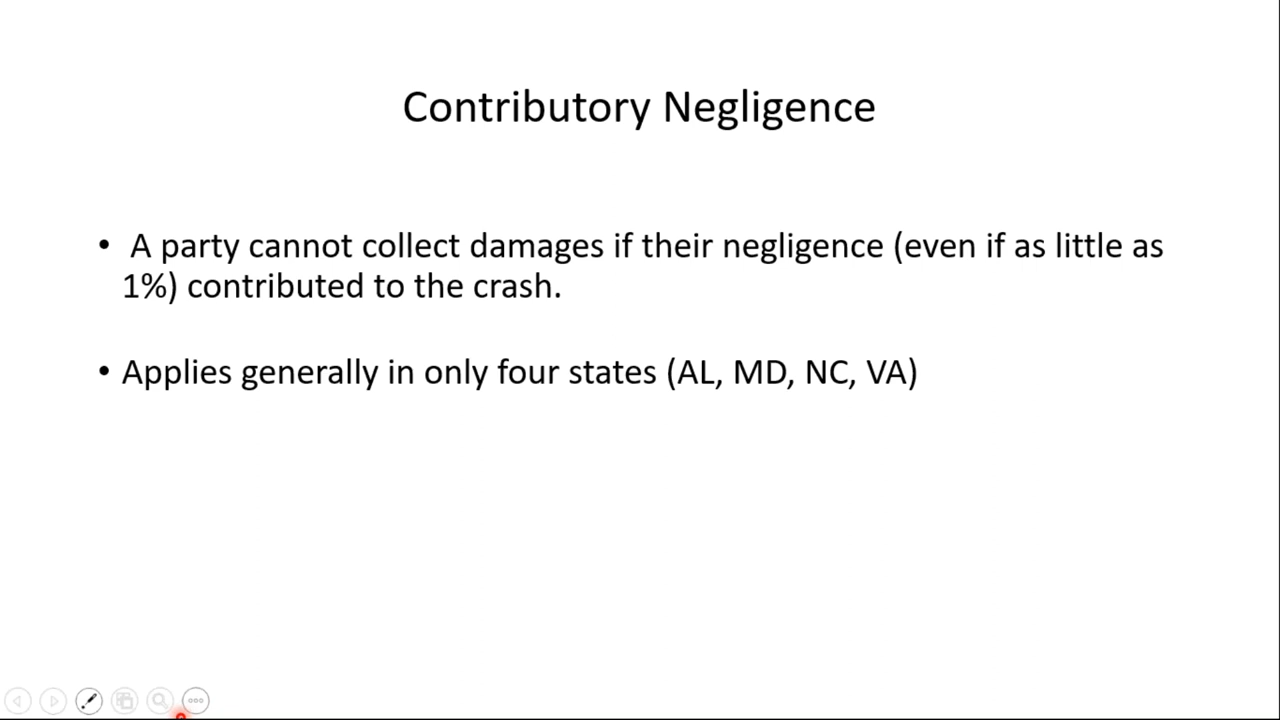 Contributory Negligence
• A party cannot collect damages if their negligence (even if as little as
1%) contributed to the crash.
• Applies generally in only four states (AL, MD, NC, VA)